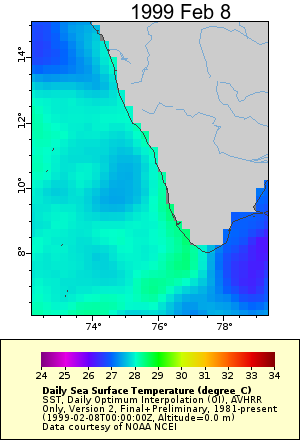 1999 Feb 8
14°
12°
10°
8°
74° 76° 78°
24 25 26 27 28 29 30 31 32 33 34
Daily Sea Surface Temperature (degree_C)
SST, Daily Optimum Interpolation (OI), AVHRR
Only, Version 2, Final+Preliminary, 1981-present
(1999-02-08T00:00:00Z, Altitude=0.0 m)
Data courtesy of NOAA NCEI